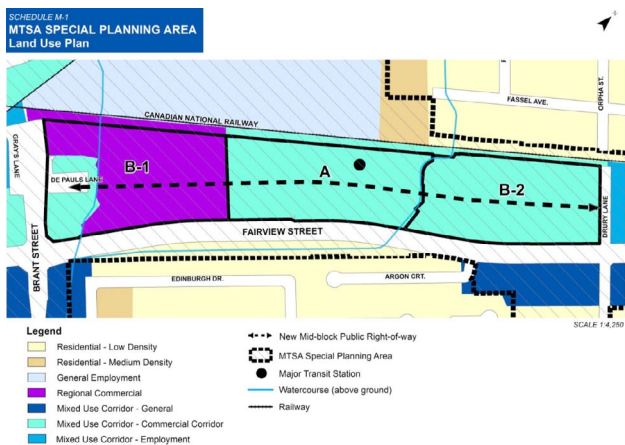 SCHEDULE M-1
MTSA SPECIAL PLANNING AREA
Land Use Plan
CANADIAN NATIONAL RAILWAY
FASSEL AVE.
ORPHA ST.
GRAY'S LANE
DE PAULS LANE
B-1
A
B-2
DRURY LANE
BRANT STREET
FAIRVIEW STREET
EDINBURGH DR.
ARGON CRT.
SCALE 1:4,250
Legend
Residential - Low Density
Residential - Medium Density
General Employment
Regional Commercial
Mixed Use Corridor - General
Mixed Use Corridor - Commercial Corridor
Mixed Use Corridor - Employment
New Mid-block Public Right-of-way
MTSA Special Planning Area
Major Transit Station
Watercourse (above ground)
Railway